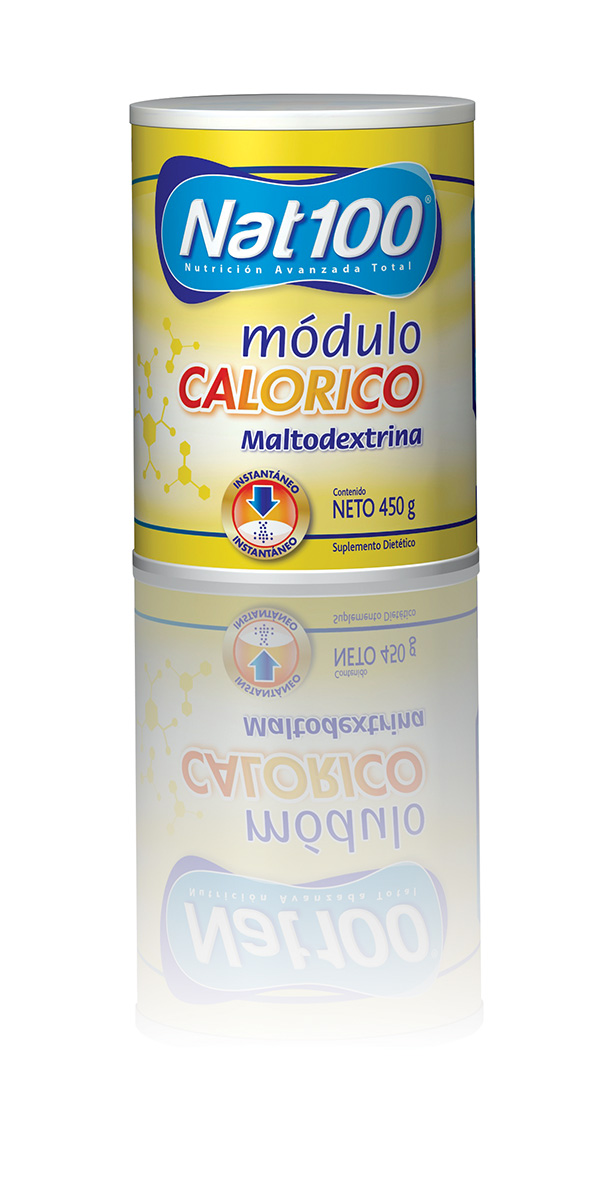 Nat100®
Nutrición Avanzada Total
módulo
CALORICO
Maltodextrina
INSTANTÁNEO
INSTANTÁNEO
Contenido
NETO 450 g
Suplemento Dietético